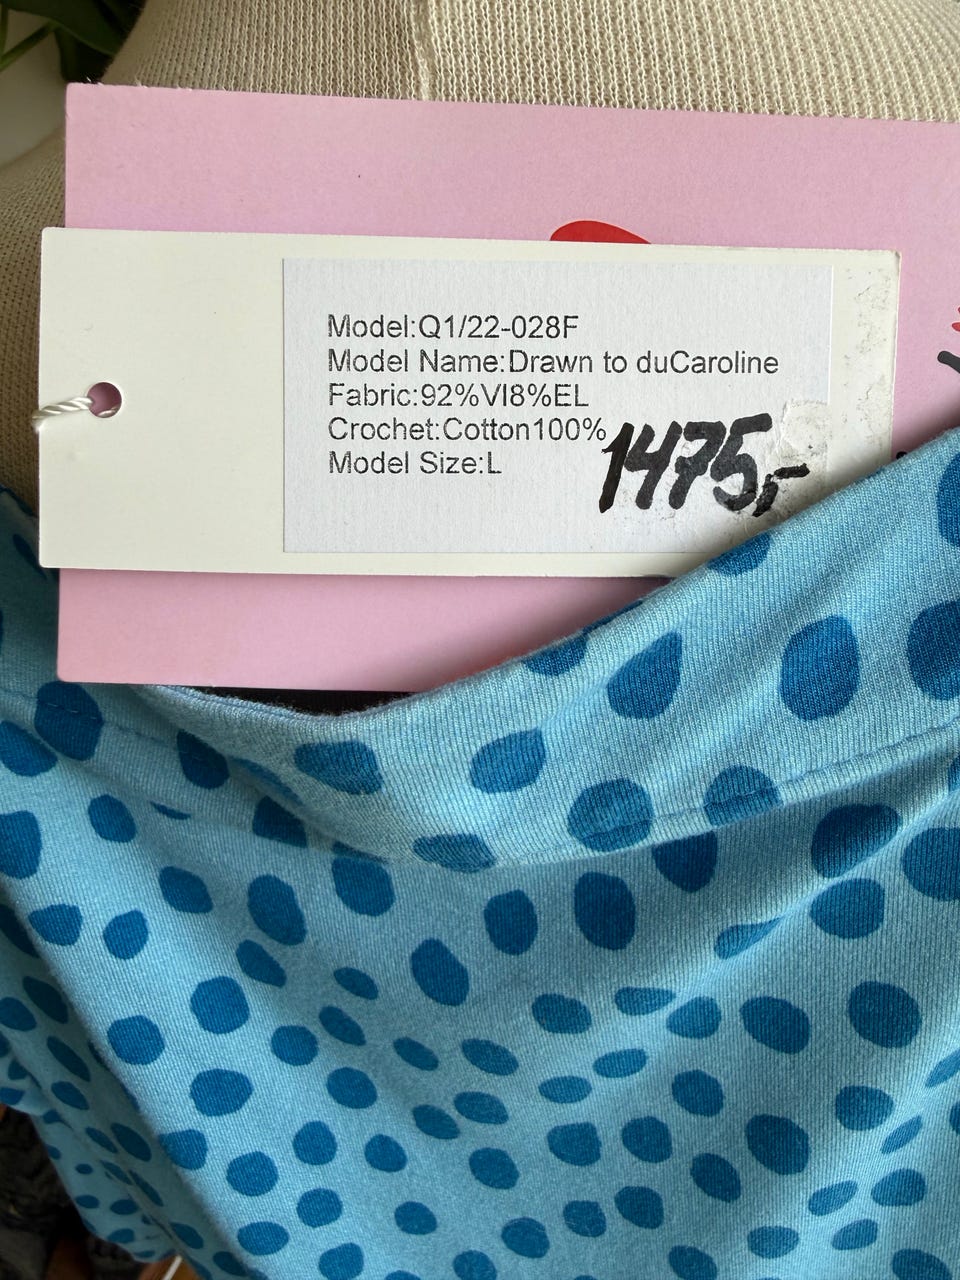 Model:Q1/22-028F
Model Name:Drawn to duCaroline
Fabric:92%VI8%EL
Crochet:Cotton100%
Model Size:L
1475,-